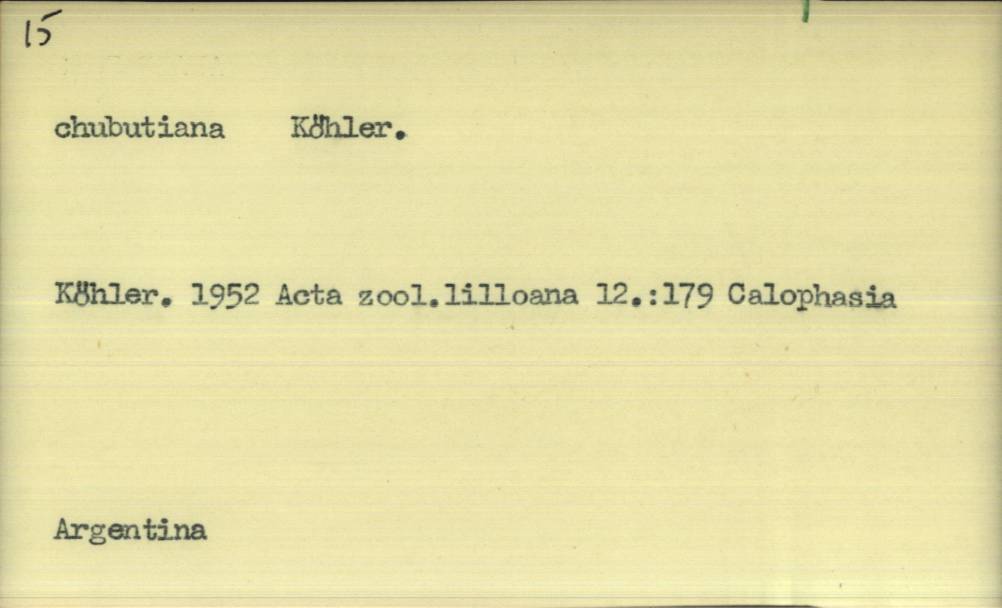 15
chubutiana Köhler.
Köhler. 1952 Acta zool.lilloana 12.:179 Calophasia
Argentina